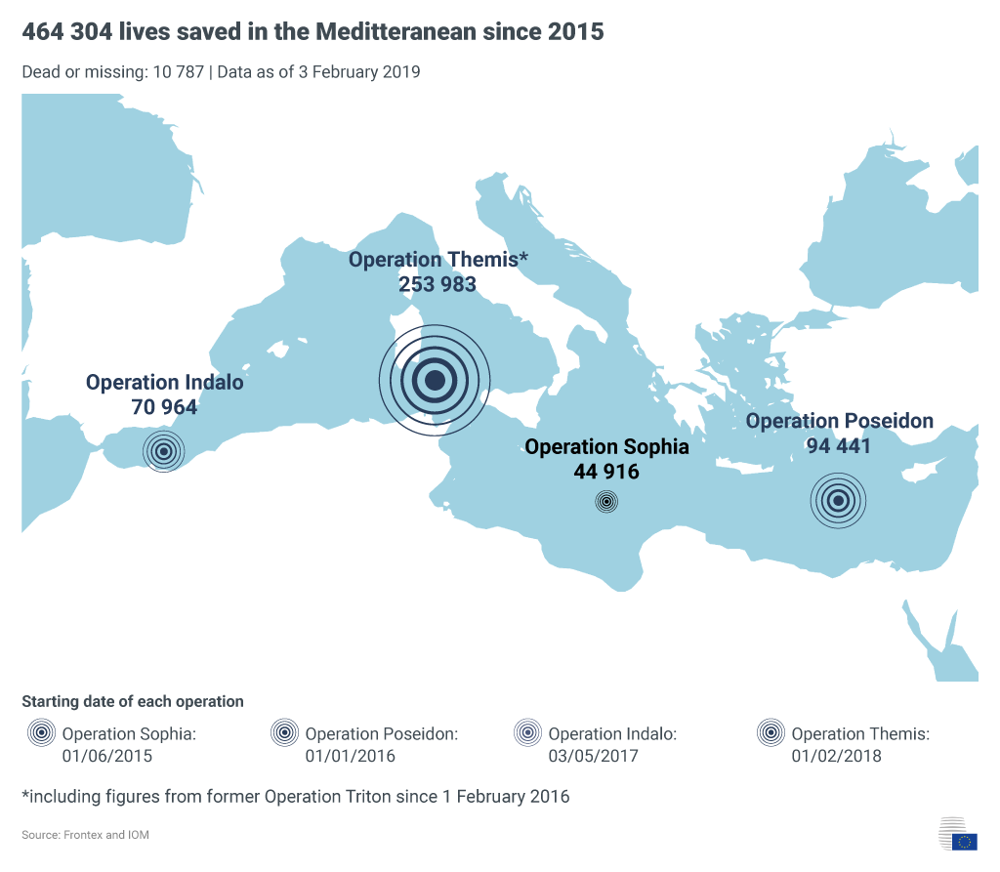 464 304 lives saved in the Meditteranean since 2015
Dead or missing: 10 787 | Data as of 3 February 2019
Operation Themis*
253 983
Operation Indalo
70 964
Operation Poseidon
94 441
Operation Sophia
44 916
Starting date of each operation
Operation Sophia:
01/06/2015
Operation Poseidon:
01/01/2016
Operation Indalo:
03/05/2017
Operation Themis:
01/02/2018
*including figures from former Operation Triton since 1 February 2016
Source: Frontex and IOM